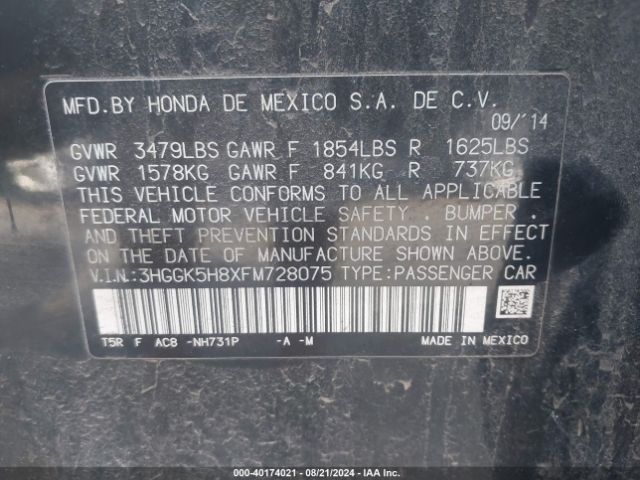 MFD.BY HONDA DE MEXICO S.A. DE C.V.
09/14
GVWR 3479LBS GAWR F 1854LBS R 1625LBS
GVWR 1578KG GAWR F 841KG R 737KG
THIS VEHICLE CONFORMS TO ALL APPLICABLE
FEDERAL MOTOR VEHICLE SAFETY , BUMPER ,
AND THEFT PREVENTION STANDARDS IN EFFECT
ON THE DATE OF MANUFACTURE SHOWN ABOVE.
V.I.N.:3HGGK5H8XFM728075 TYPE:PASSENGER CAR
T5R F AC8 -NH731P -A -M MADE IN MEXICO
000-40174021 - 08/21/2024 - IAA Inc.